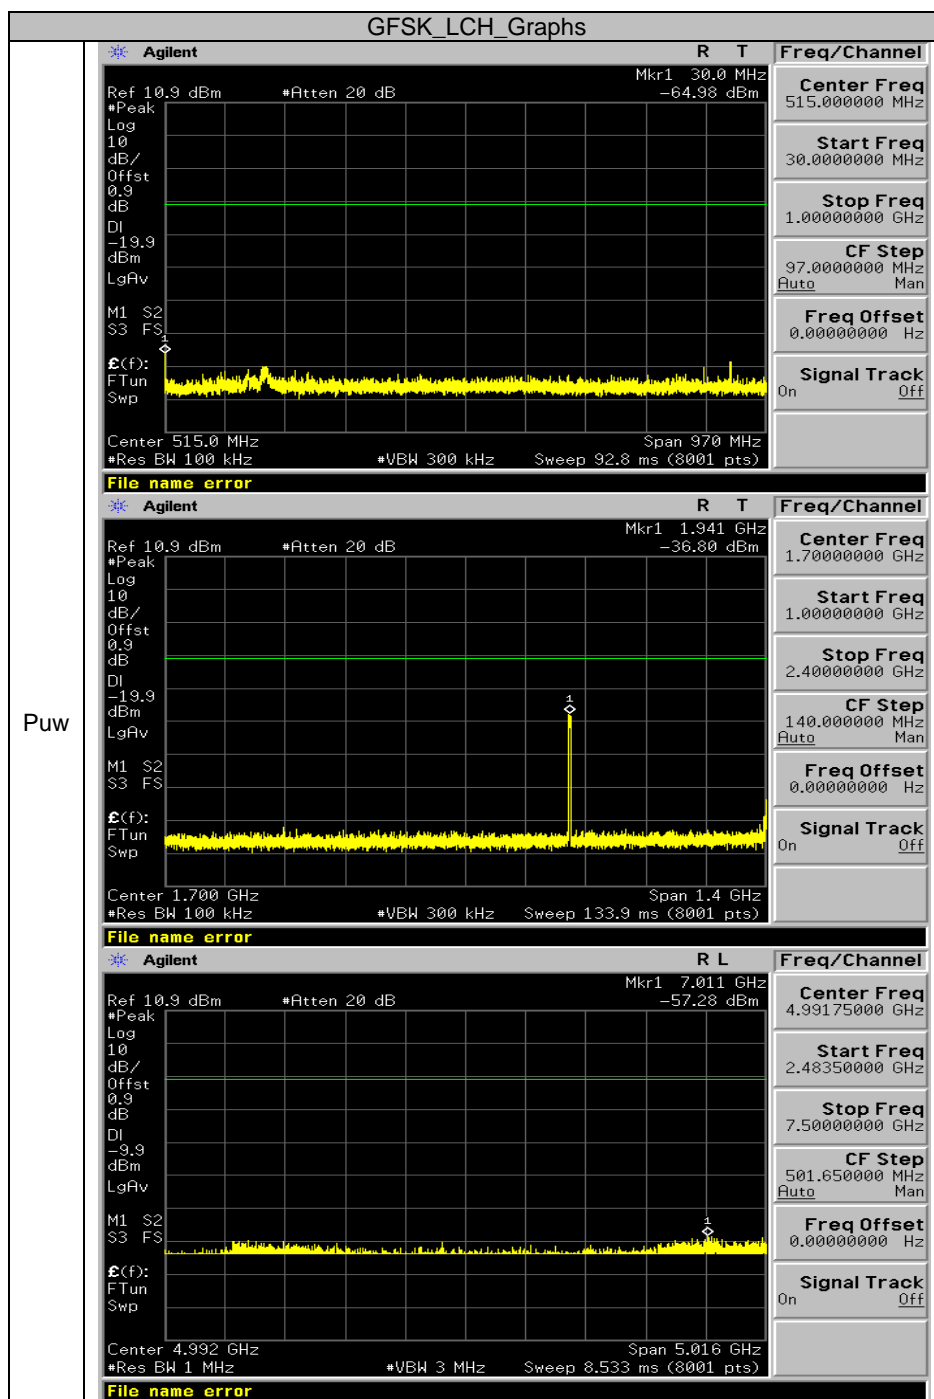 GFSK_LCH_Graphs
Puw
Agilent R T
Mkr1 30.0 MHz
Ref 10.9 dBm #Atten 20 dB -64.98 dBm
#Peak
Log
10
dB/
Offst
0.9
dB
DI
-19.9
dBm
LgAv
M1 S2
S3 FS
1
£(f):
FTun
Swp
Center 515.0 MHz Span 970 MHz
#Res BW 100 kHz #VBW 300 kHz Sweep 92.8 ms (8001 pts)
File name error
Freq/Channel
Center Freq
515.000000 MHz
Start Freq
30.0000000 MHz
Stop Freq
1.00000000 GHz
CF Step
97.0000000 MHz
Auto Man
Freq Offset
0.00000000 Hz
Signal Track
On Off
Agilent R T
Mkr1 1.941 GHz
Ref 10.9 dBm #Atten 20 dB -36.80 dBm
#Peak
Log
10
dB/
Offst
0.9
dB
DI
-19.9
dBm
LgAv
1
M1 S2
S3 FS
£(f):
FTun
Swp
Center 1.700 GHz Span 1.4 GHz
#Res BW 100 kHz #VBW 300 kHz Sweep 133.9 ms (8001 pts)
File name error
Freq/Channel
Center Freq
1.70000000 GHz
Start Freq
1.00000000 GHz
Stop Freq
2.40000000 GHz
CF Step
140.000000 MHz
Auto Man
Freq Offset
0.00000000 Hz
Signal Track
On Off
Agilent R L
Mkr1 7.011 GHz
Ref 10.9 dBm #Atten 20 dB -57.28 dBm
#Peak
Log
10
dB/
Offst
0.9
dB
DI
-9.9
dBm
LgAv
M1 S2
S3 FS
1
£(f):
FTun
Swp
Center 4.992 GHz Span 5.016 GHz
#Res BW 1 MHz #VBW 3 MHz Sweep 8.533 ms (8001 pts)
File name error
Freq/Channel
Center Freq
4.99175000 GHz
Start Freq
2.48350000 GHz
Stop Freq
7.50000000 GHz
CF Step
501.650000 MHz
Auto Man
Freq Offset
0.00000000 Hz
Signal Track
On Off